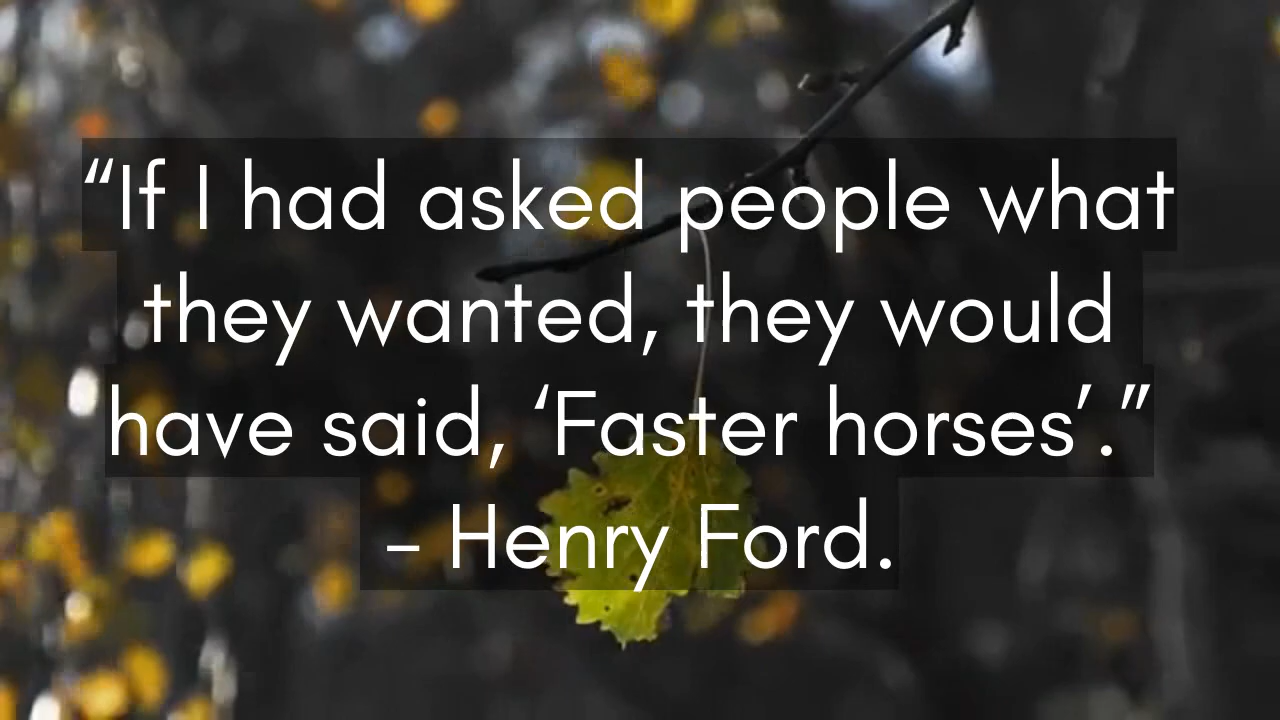 “If I had asked people what
they wanted, they would
have said, ‘Faster horses’.”
– Henry Ford.